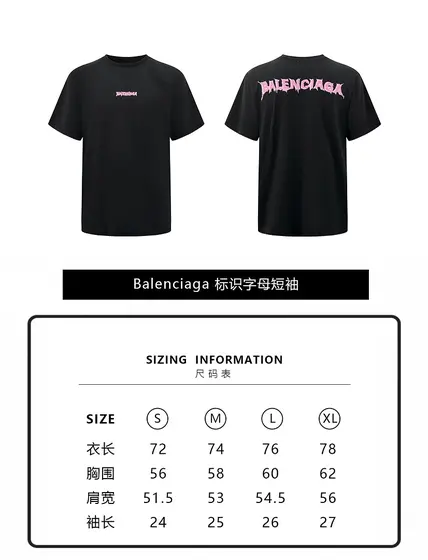 BALENCIAGA
BALENCIAGA
Balenciaga 标识字母短袖
SIZING INFORMATION
尺码表
SIZE S M L XL
衣长 72 74 76 78
胸围 56 58 60 62
肩宽 51.5 53 54.5 56
袖长 24 25 26 27